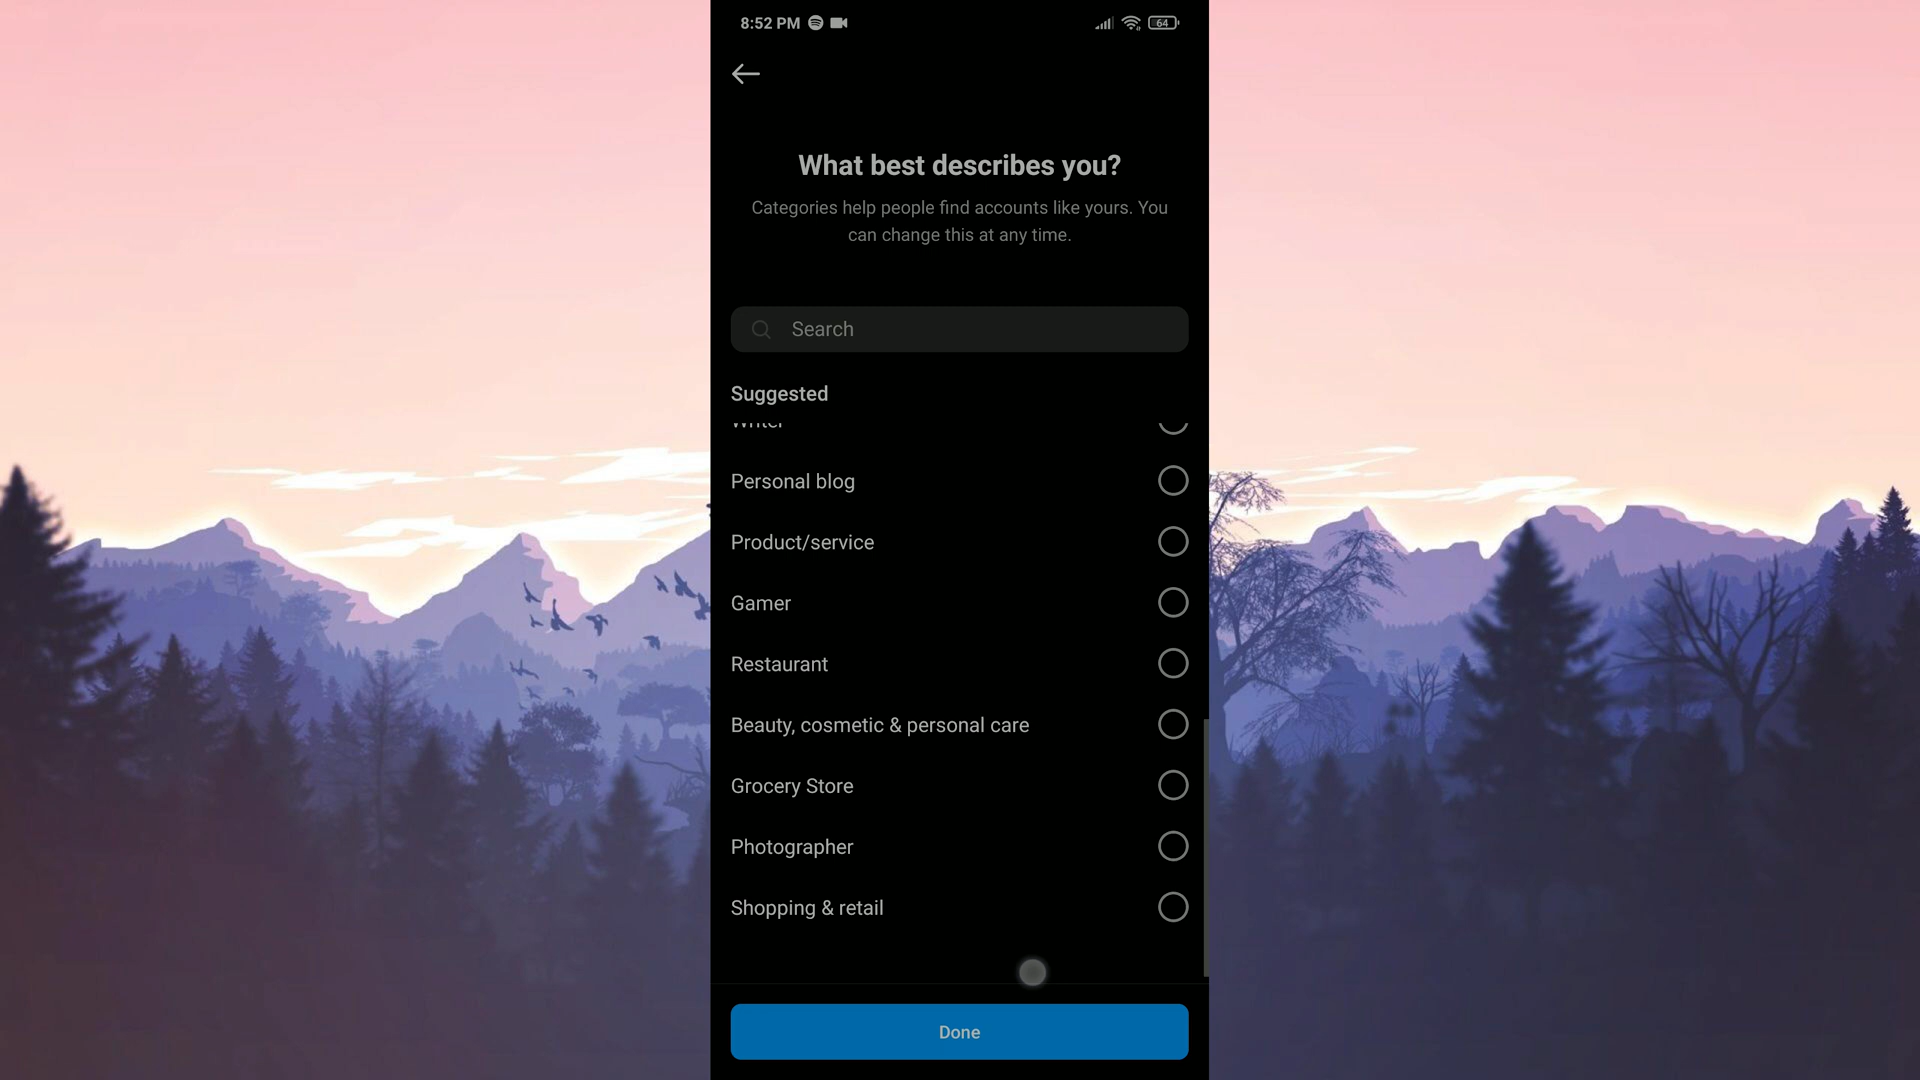 8:52 PM
64
What best describes you?
Categories help people find accounts like yours. You
can change this at any time.
Search
Suggested
Writer
Personal blog
Product/service
Gamer
Restaurant
Beauty, cosmetic & personal care
Grocery Store
Photographer
Shopping & retail
Done